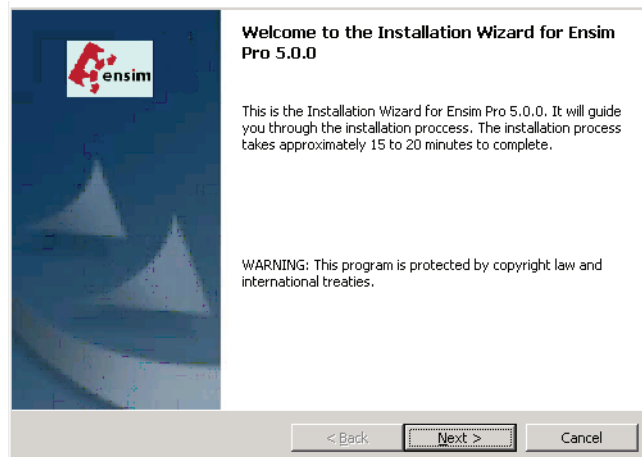 ensim
Welcome to the Installation Wizard for Ensim
Pro 5.0.0
This is the Installation Wizard for Ensim Pro 5.0.0. It will guide
you through the installation proccess. The installation process
takes approximately 15 to 20 minutes to complete.
WARNING: This program is protected by copyright law and
international treaties.
< Back
Next >
Cancel